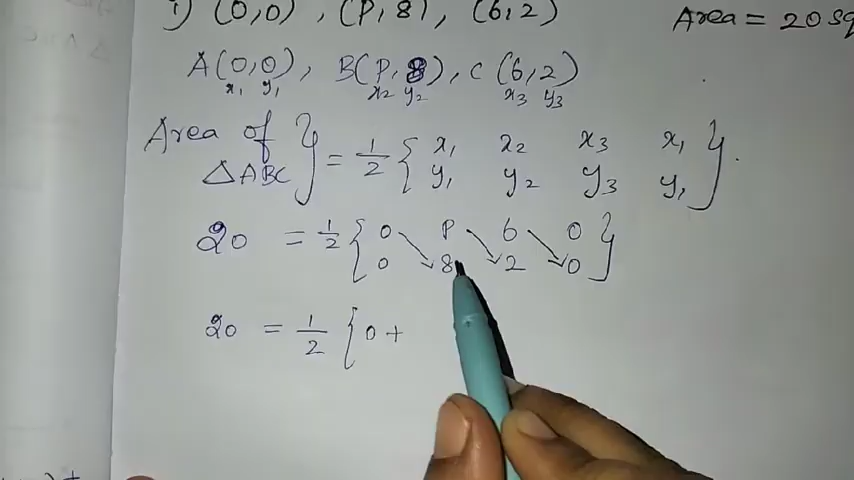 i) (0,0) , (P,8) , (6,2) Area = 20 sq
A(0,0), B(P,8), C(6,2)
x₁ y₁ x₂ y₂ x₃ y₃
Area of } = 1/2 { x₁ x₂ x₃ x₁ }.
△ABC y₁ y₂ y₃ y₁
20 = 1/2 { 0 P 6 0 }
0 8 2 0
20 = 1/2 { 0 +